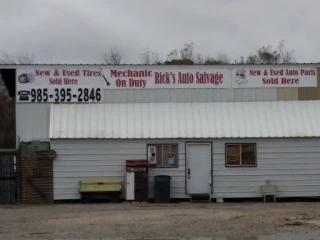 New & Used Tires
Sold Here
Mechanic
On Duty
Rick's Auto Salvage
New & Used Auto Parts
Sold Here
985-395-2846